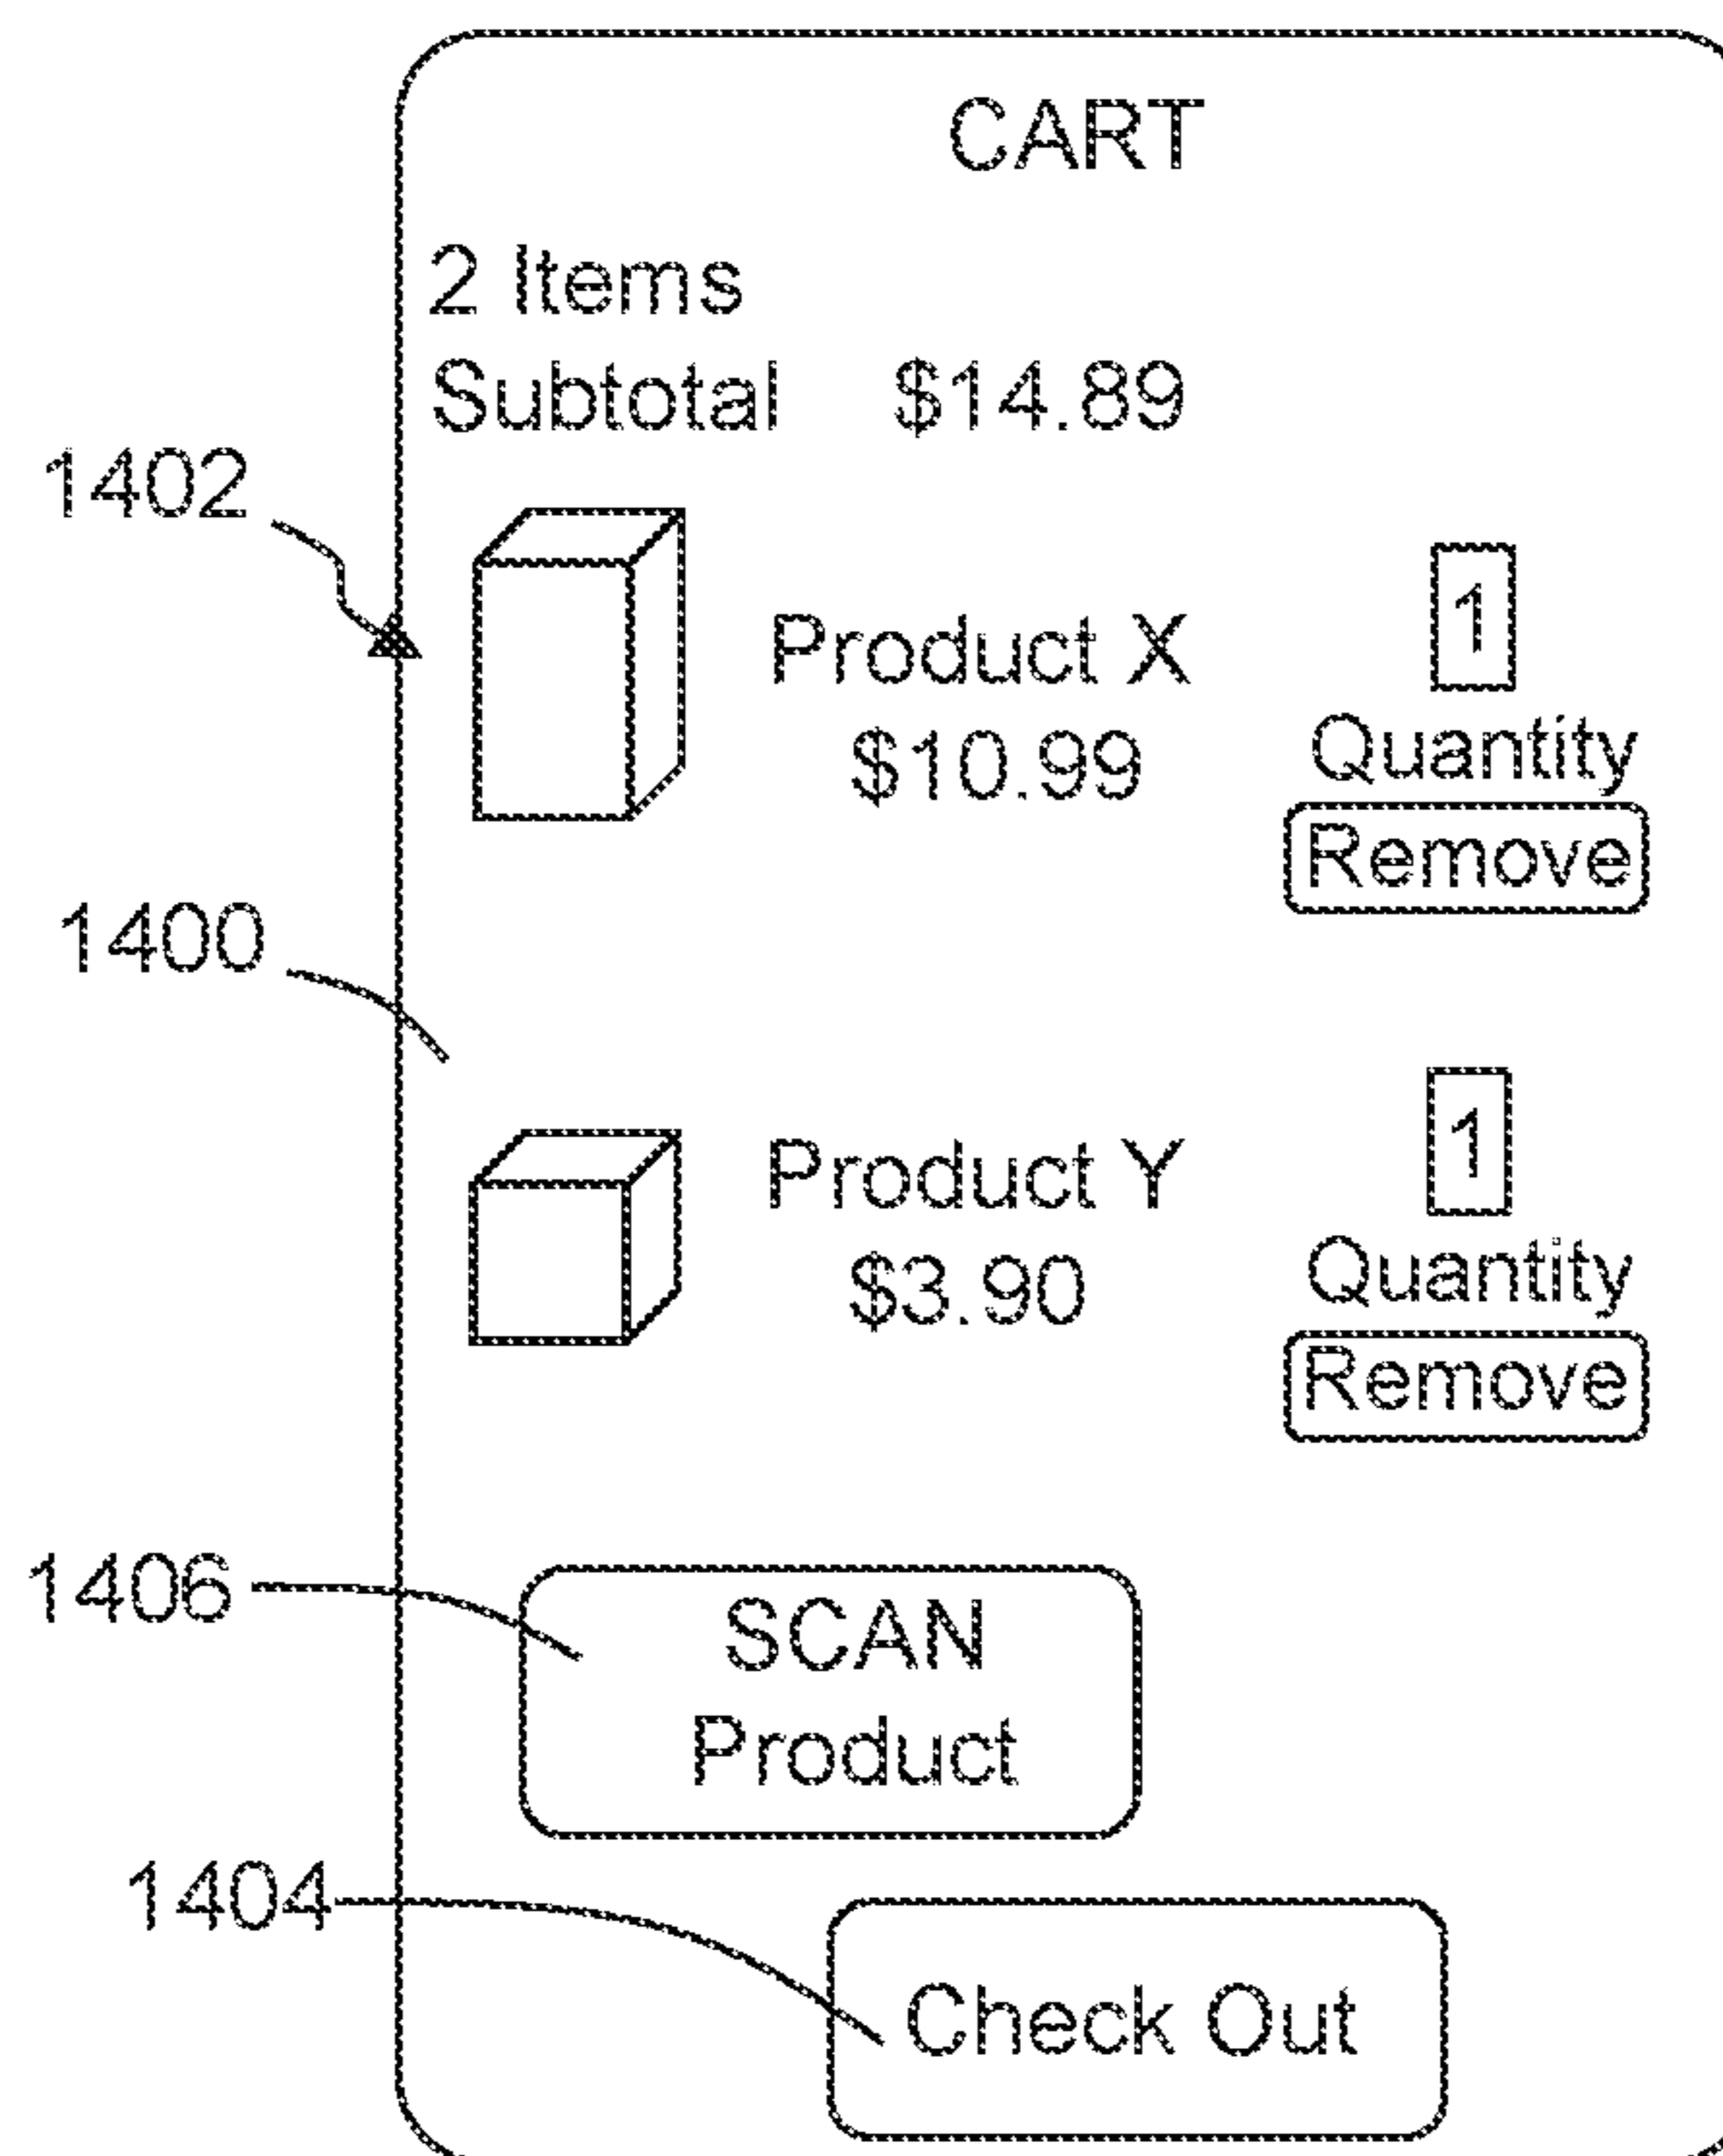 CART
2 Items
Subtotal $14.89
1402
Product X
$10.99
1
Quantity
Remove
1400
Product Y
$3.90
1
Quantity
Remove
1406
SCAN
Product
1404
Check Out